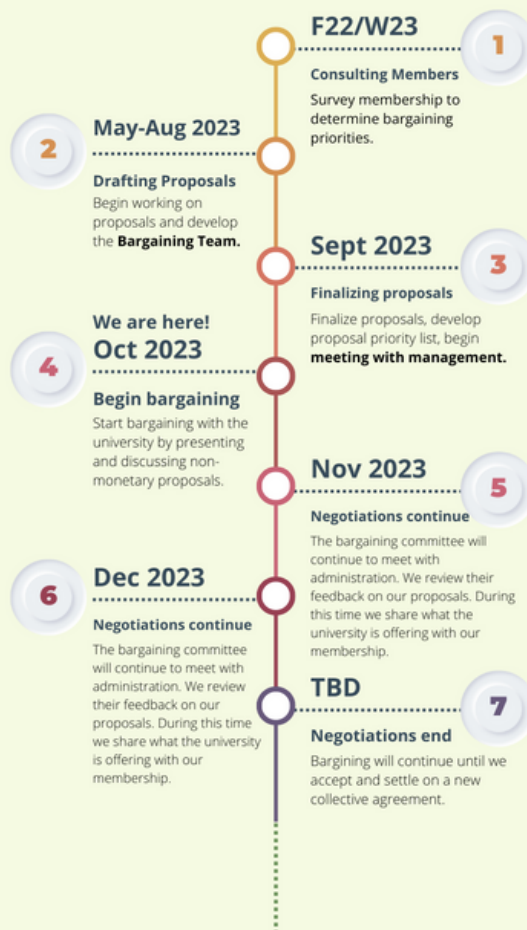 F22/W23
1
Consulting Members
Survey membership to
determine bargaining
priorities.
May-Aug 2023
2
Drafting Proposals
Begin working on
proposals and develop
the Bargaining Team.
Sept 2023
3
Finalizing proposals
Finalize proposals, develop
proposal priority list, begin
meeting with management.
We are here!
Oct 2023
4
Begin bargaining
Start bargaining with the
university by presenting
and discussing non-
monetary proposals.
Nov 2023
5
Negotiations continue
The bargaining committee will
continue to meet with
administration. We review their
feedback on our proposals. During
this time we share what the
university is offering with our
membership.
Dec 2023
6
Negotiations continue
The bargaining committee
will continue to meet with
administration. We review
their feedback on our
proposals. During this time
we share what the university
is offering with our
membership.
TBD
7
Negotiations end
Bargining will continue until we
accept and settle on a new
collective agreement.